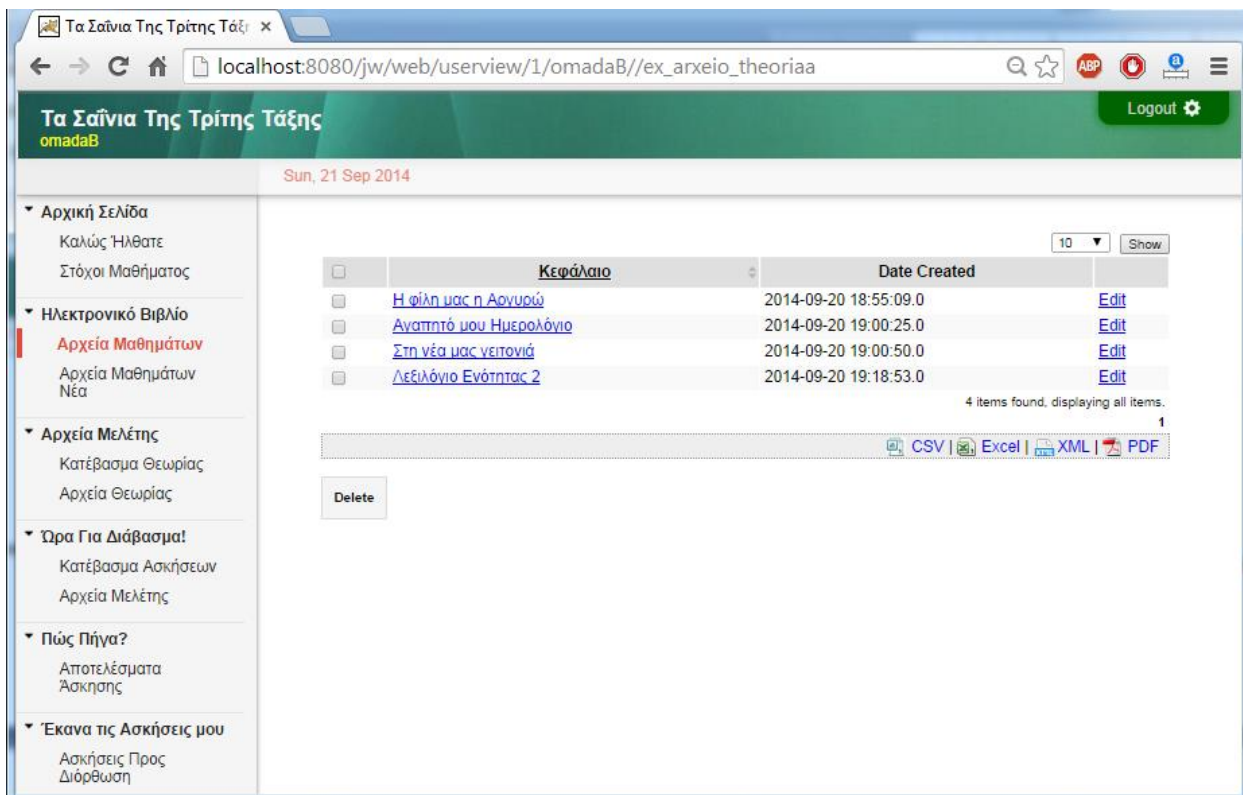 Τα Σαΐνια Της Τρίτης Τάξη
localhost:8080/jw/web/userview/1/omadaB//ex_arxeio_theoriaa
ABP
Τα Σαΐνια Της Τρίτης Τάξης
Logout
omadaB
Sun, 21 Sep 2014
Αρχική Σελίδα
Καλώς Ήλθατε
Στόχοι Μαθήματος
Ηλεκτρονικό Βιβλίο
Αρχεία Μαθημάτων
Αρχεία Μαθημάτων
Νέα
Αρχεία Μελέτης
Κατέβασμα Θεωρίας
Αρχεία Θεωρίας
Ώρα Για Διάβασμα!
Κατέβασμα Ασκήσεων
Αρχεία Μελέτης
Πώς Πήγα?
Αποτελέσματα
Άσκησης
Έκανα τις Ασκήσεις μου
Ασκήσεις Προς
Διόρθωση
10 Show
Κεφάλαιο Date Created
Η φίλη μας η Αργυρώ 2014-09-20 18:55:09.0 Edit
Αγαπητό μου Ημερολόγιο 2014-09-20 19:00:25.0 Edit
Στη νέα μας γειτονιά 2014-09-20 19:00:50.0 Edit
Λεξιλόγιο Ενότητας 2 2014-09-20 19:18:53.0 Edit
4 items found, displaying all items.
1
CSV | Excel | XML | PDF
Delete